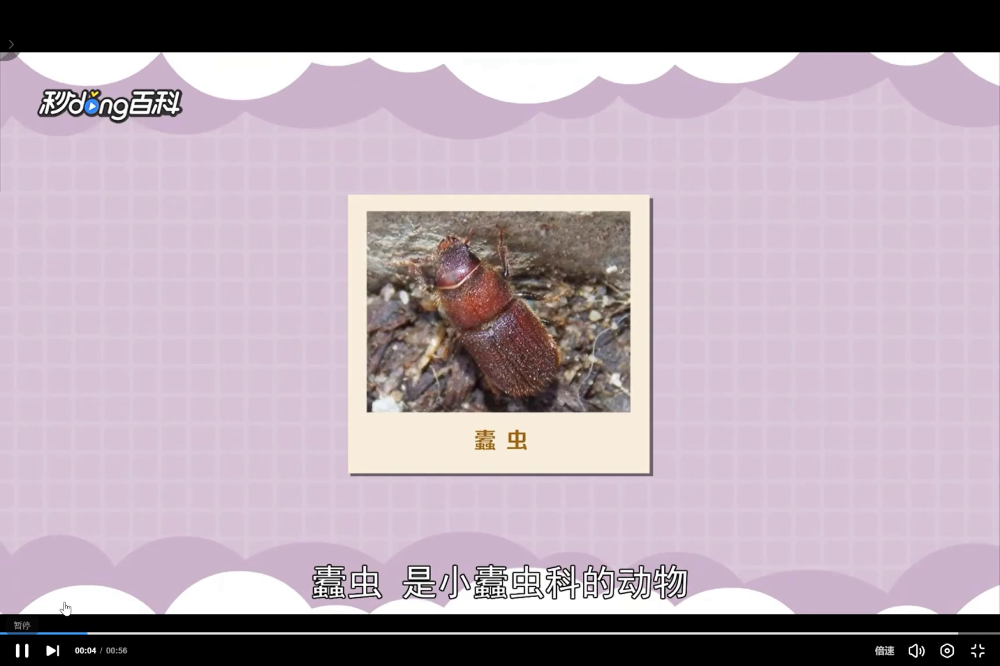 秒dong百科
蠹虫
蠹虫 是小蠹虫科的动物
暂停
00:04 / 00:56
倍速